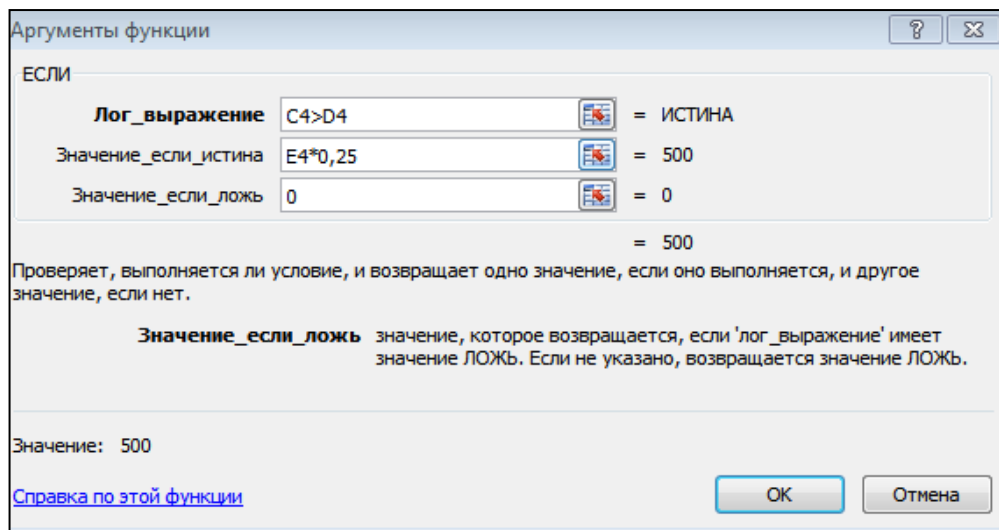 Аргументы функции
ЕСЛИ
Лог_выражение C4>D4 = ИСТИНА
Значение_если_истина E4*0,25 = 500
Значение_если_ложь 0 = 0
= 500
Проверяет, выполняется ли условие, и возвращает одно значение, если оно выполняется, и другое
значение, если нет.
Значение_если_ложь значение, которое возвращается, если 'лог_выражение' имеет
значение ЛОЖЬ. Если не указано, возвращается значение ЛОЖЬ.
Значение: 500
Справка по этой функции ОК Отмена